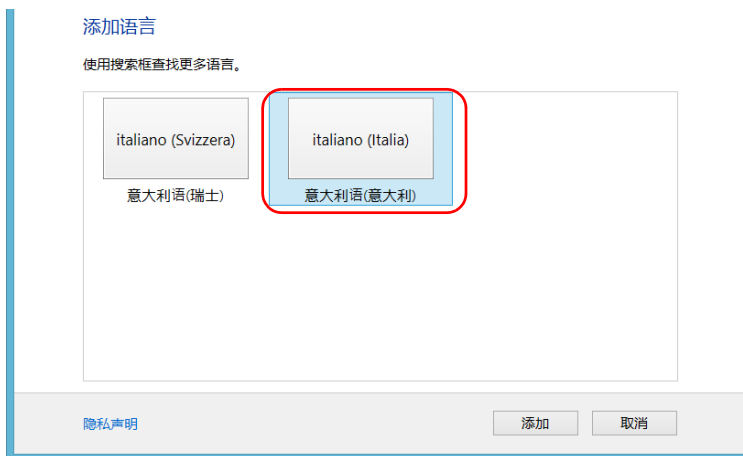 添加语言
使用搜索框查找更多语言。
italiano (Svizzera)
italiano (Italia)
意大利语(瑞士)
意大利语(意大利)
隐私声明
添加
取消